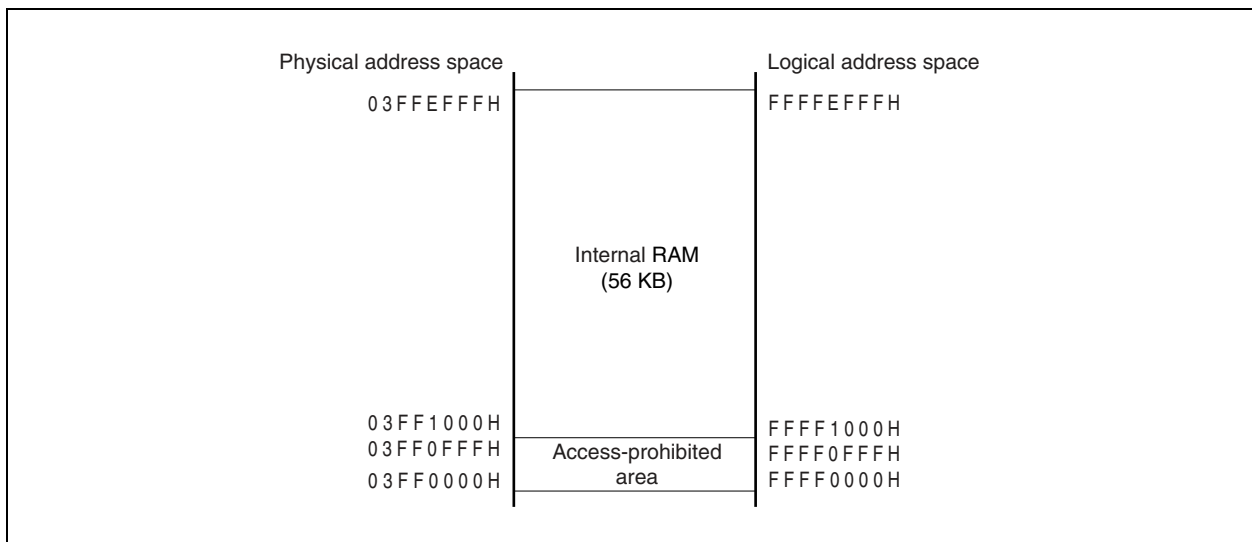 Physical address space
Logical address space
03FFEFFFH
FFFFEFFFH
Internal RAM
(56 KB)
03FF1000H
FFFF1000H
03FF0FFFH
Access-prohibited
area
FFFF0FFFH
03FF0000H
FFFF0000H